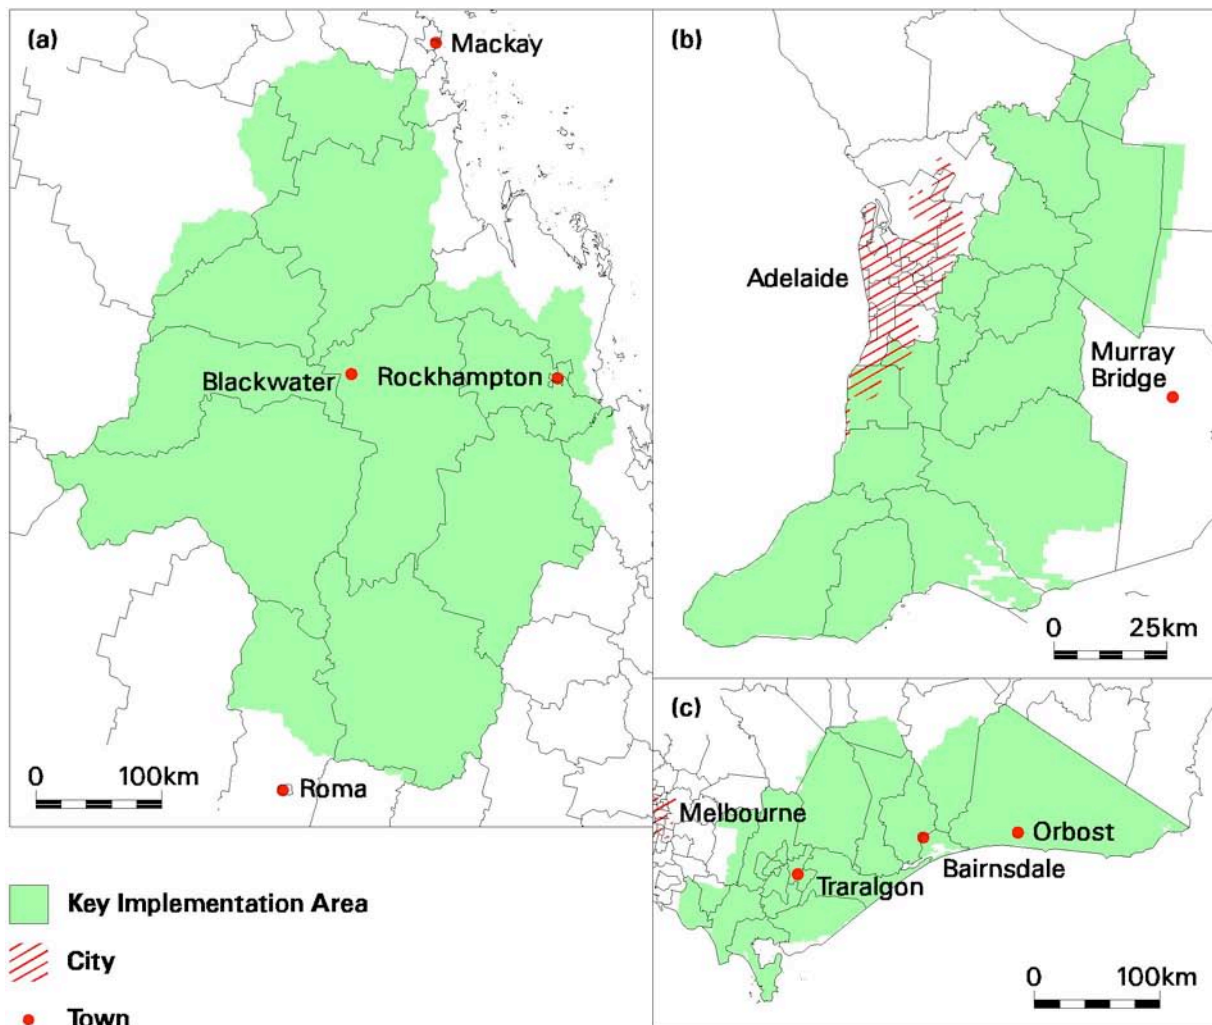 (a)
Mackay
Blackwater
Rockhampton
0 100km
Roma
(b)
Adelaide
Murray
Bridge
0 25km
(c)
Melbourne
Orbost
Bairnsdale
Traralgon
0 100km
Key Implementation Area
City
Town